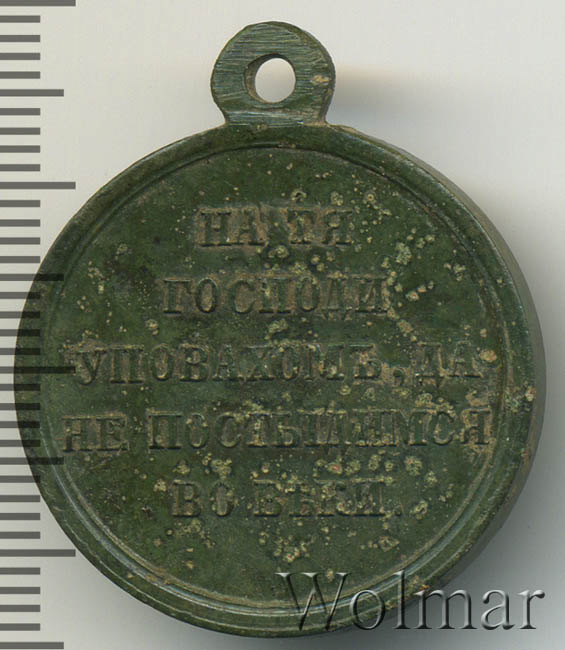 НА ТЯ
ГОСПОДИ
УПОВАХОМЪ, ДА
НЕ ПОСТЫДИМСЯ
ВО ВѢКИ.
Wolmar